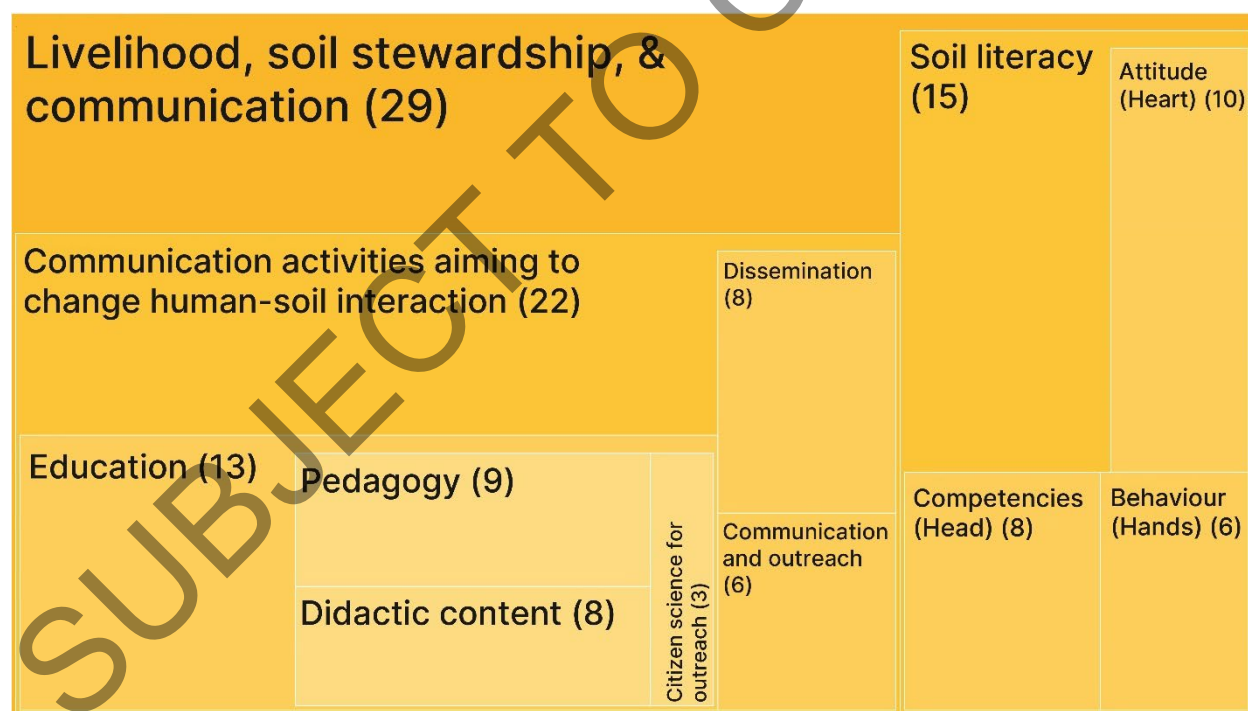 Livelihood, soil stewardship, &
communication (29)
Soil literacy
(15)
Attitude
(Heart) (10)
Communication activities aiming to
change human-soil interaction (22)
Dissemination
(8)
Education (13)
Pedagogy (9)
Didactic content (8)
Citizen science for
outreach (3)
Communication
and outreach
(6)
Competencies
(Head) (8)
Behaviour
(Hands) (6)
SUBJECT TO